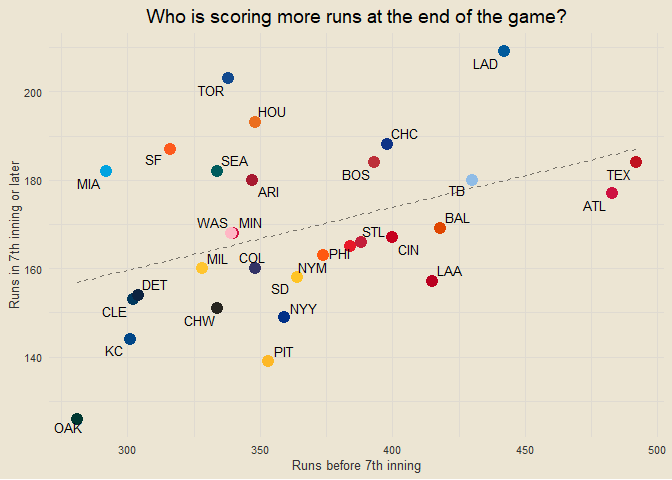 Who is scoring more runs at the end of the game?
LAD
TOR
200
HOU
CHC
SF
SEA
BOS
MIA
ARI
TB
TEX
180
ATL
WAS
MIN
BAL
STL
CIN
MIL
COL
PHI
NYM
LAA
160
SD
DET
CLE
NYY
CHW
KC
PIT
140
OAK
300
350
400
450
500
Runs before 7th inning
Runs in 7th inning or later